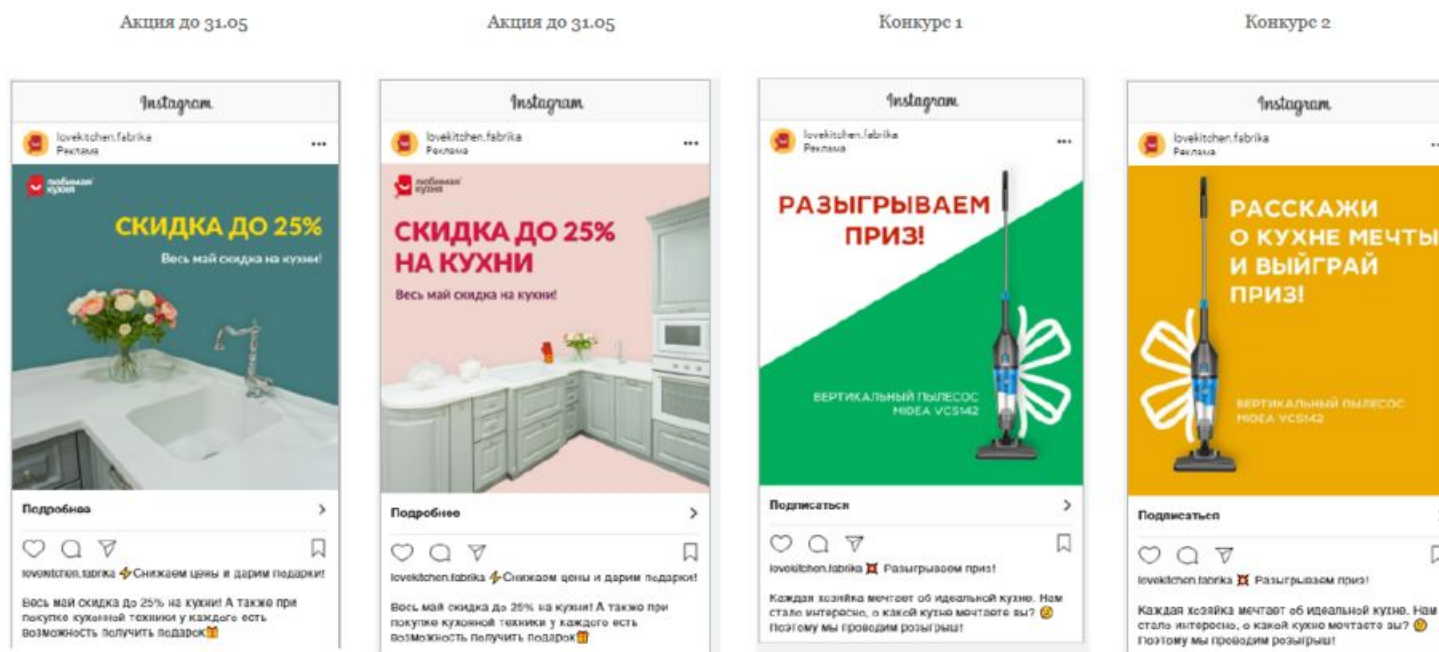 Акция до 31.05
Акция до 31.05
Конкурс 1
Конкурс 2
Instagram
lovekitchen.fabrika
Реклама
любимая
кухня
СКИДКА ДО 25%
Весь май скидка на кухни!
Подробнее
lovekitchen.fabrika ⚡Снижаем цены и дарим подарки!
Весь май скидка до 25% на кухни! А также при
покупке кухонной техники у каждого есть
возможность получить подарок🎁
Instagram
lovekitchen.fabrika
Реклама
любимая
кухня
СКИДКА ДО 25%
НА КУХНИ
Весь май скидка на кухни!
Подробнее
lovekitchen.fabrika ⚡Снижаем цены и дарим подарки!
Весь май скидка до 25% на кухни! А также при
покупке кухонной техники у каждого есть
возможность получить подарок🎁
Instagram
lovekitchen.fabrika
Реклама
РАЗЫГРЫВАЕМ
ПРИЗ!
ВЕРТИКАЛЬНЫЙ ПЫЛЕСОС
MIDEA VCS142
Подписаться
lovekitchen.fabrika 💥 Разыгрываем приз!
Каждая хозяйка мечтает об идеальной кухне. Нам
стало интересно, о какой кухне мечтаете вы? 🤔
Поэтому мы проводим розыгрыш!
Instagram
lovekitchen.fabrika
Реклама
РАССКАЖИ
О КУХНЕ МЕЧТЫ
И ВЫЙГРАЙ
ПРИЗ!
ВЕРТИКАЛЬНЫЙ ПЫЛЕСОС
MIDEA VCS142
Подписаться
lovekitchen.fabrika 💥 Разыгрываем приз!
Каждая хозяйка мечтает об идеальной кухне. Нам
стало интересно, о какой кухне мечтаете вы? 🤔
Поэтому мы проводим розыгрыш!